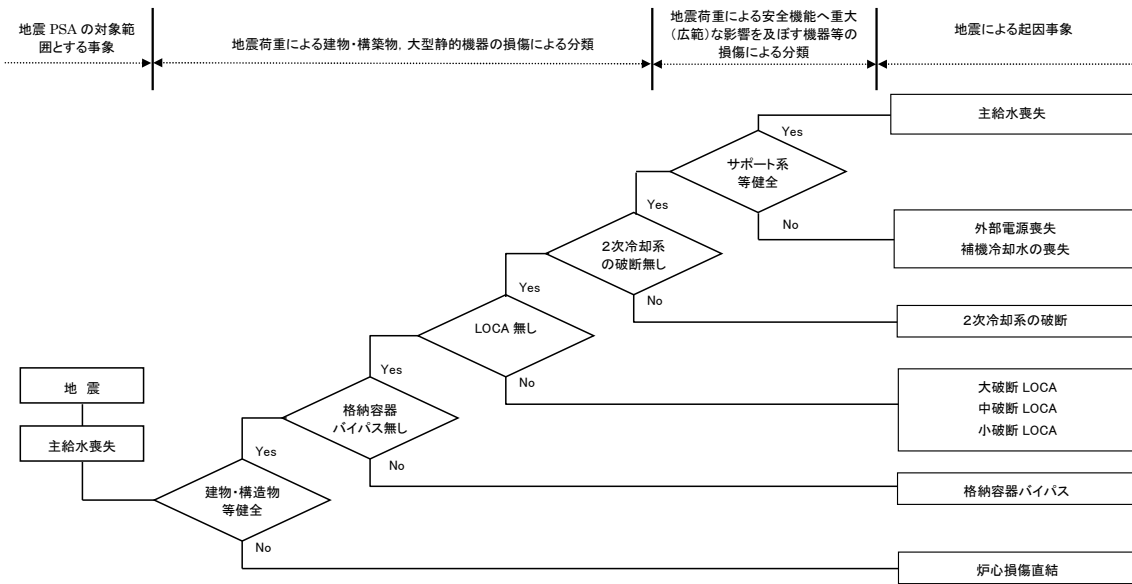 地震 PSA の対象範
囲とする事象
地震荷重による建物・構築物，大型静的機器の損傷による分類
地震荷重による安全機能へ重大
（広範）な影響を及ぼす機器等の
損傷による分類
地震による起因事象
主給水喪失
Yes
サポート系
等健全
No
外部電源喪失
補機冷却水の喪失
Yes
２次冷却系
の破断無し
No
２次冷却系の破断
Yes
LOCA 無し
No
大破断 LOCA
中破断 LOCA
小破断 LOCA
Yes
格納容器
バイパス無し
No
格納容器バイパス
地 震
主給水喪失
Yes
建物・構造物
等健全
No
炉心損傷直結